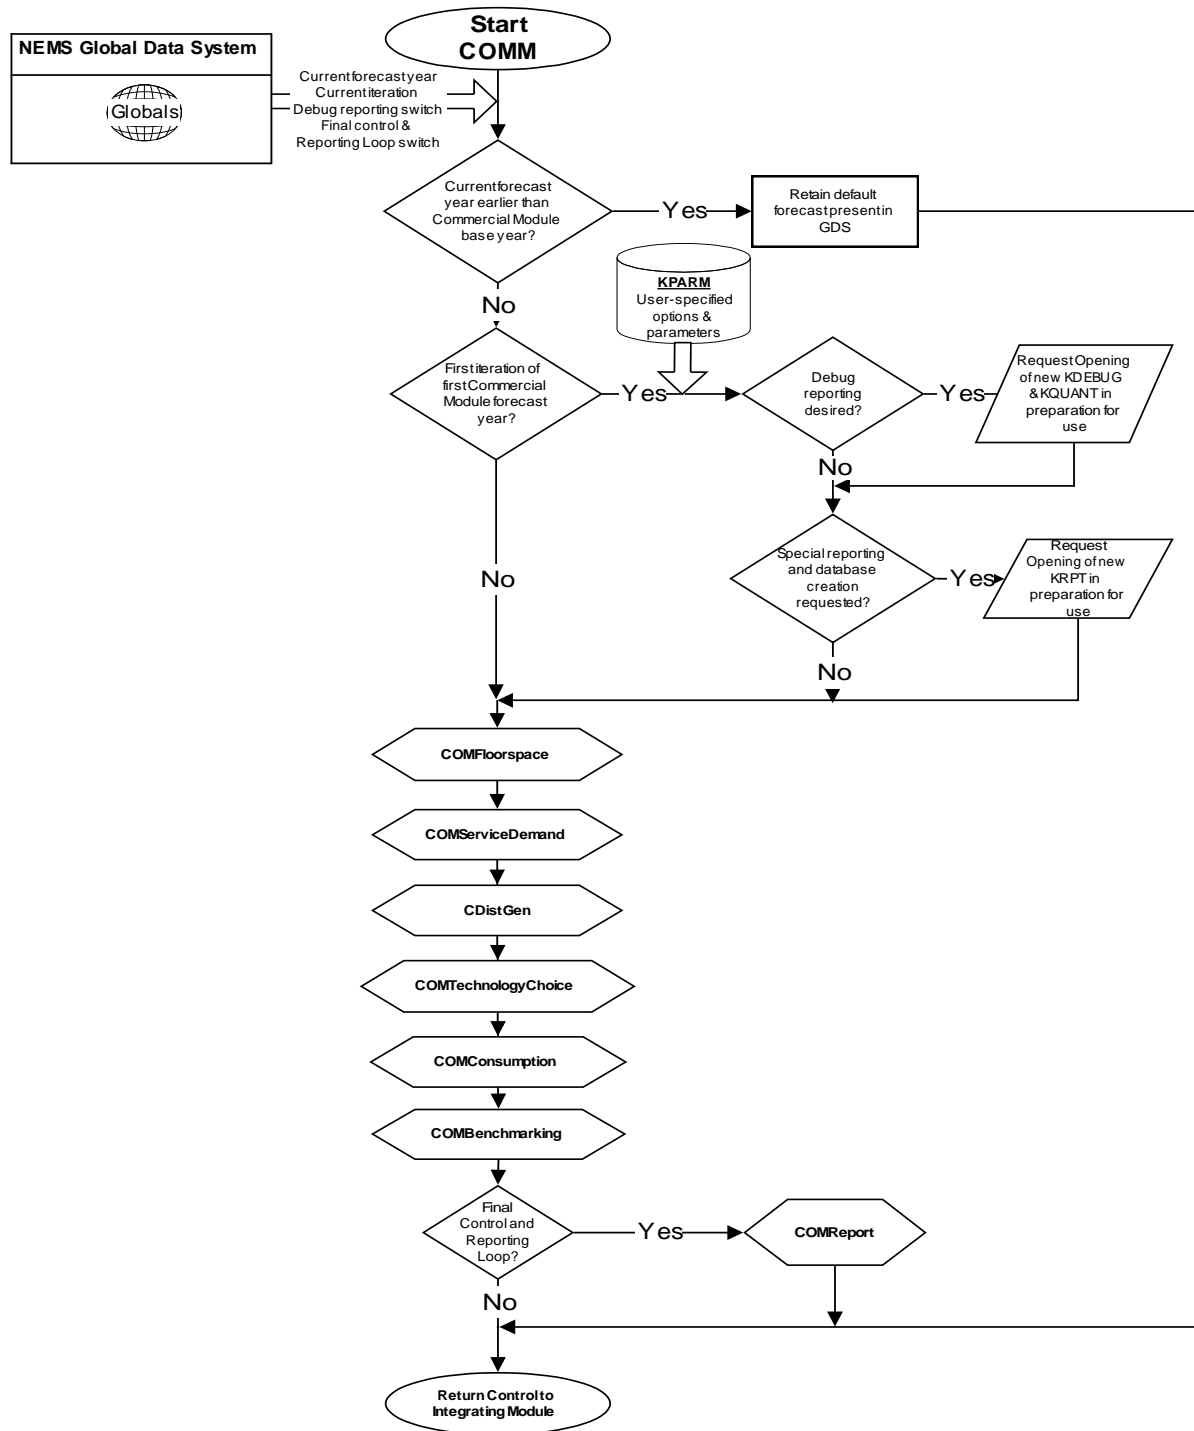 Start
COMM
NEMS Global Data System
Globals
Current forecast year
Current iteration
Debug reporting switch
Final control &
Reporting Loop switch
Current forecast
year earlier than
Commercial Module
base year?
Yes
Retain default
forecast present in
GDS
No
KPARM
User-specified
options &
parameters
First iteration of
first Commercial
Module forecast
year?
Yes
Debug
reporting
desired?
Yes
Request Opening
of new KDEBUG
& KQUANT in
preparation for
use
No
Special reporting
and database
creation
requested?
Yes
Request
Opening of new
KRPT in
preparation for
use
No
No
COMFloorspace
COMServiceDemand
CDistGen
COMTechnologyChoice
COMConsumption
COMBenchmarking
Final
Control and
Reporting
Loop?
Yes
COMReport
No
Return Control to
Integrating Module